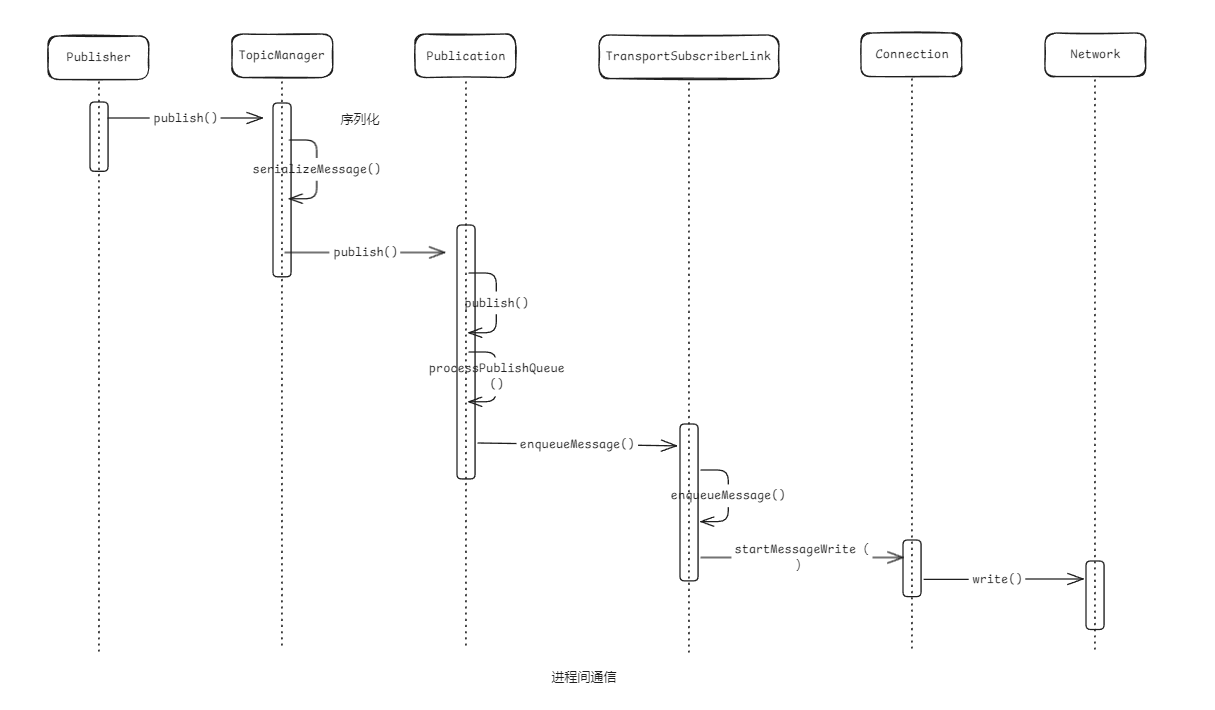 Publisher
TopicManager
Publication
TransportSubscriberLink
Connection
Network
publish()
序列化
serializeMessage()
publish()
publish()
processPublishQueue
()
enqueueMessage()
enqueueMessage()
startMessageWrite (
)
write()
进程间通信